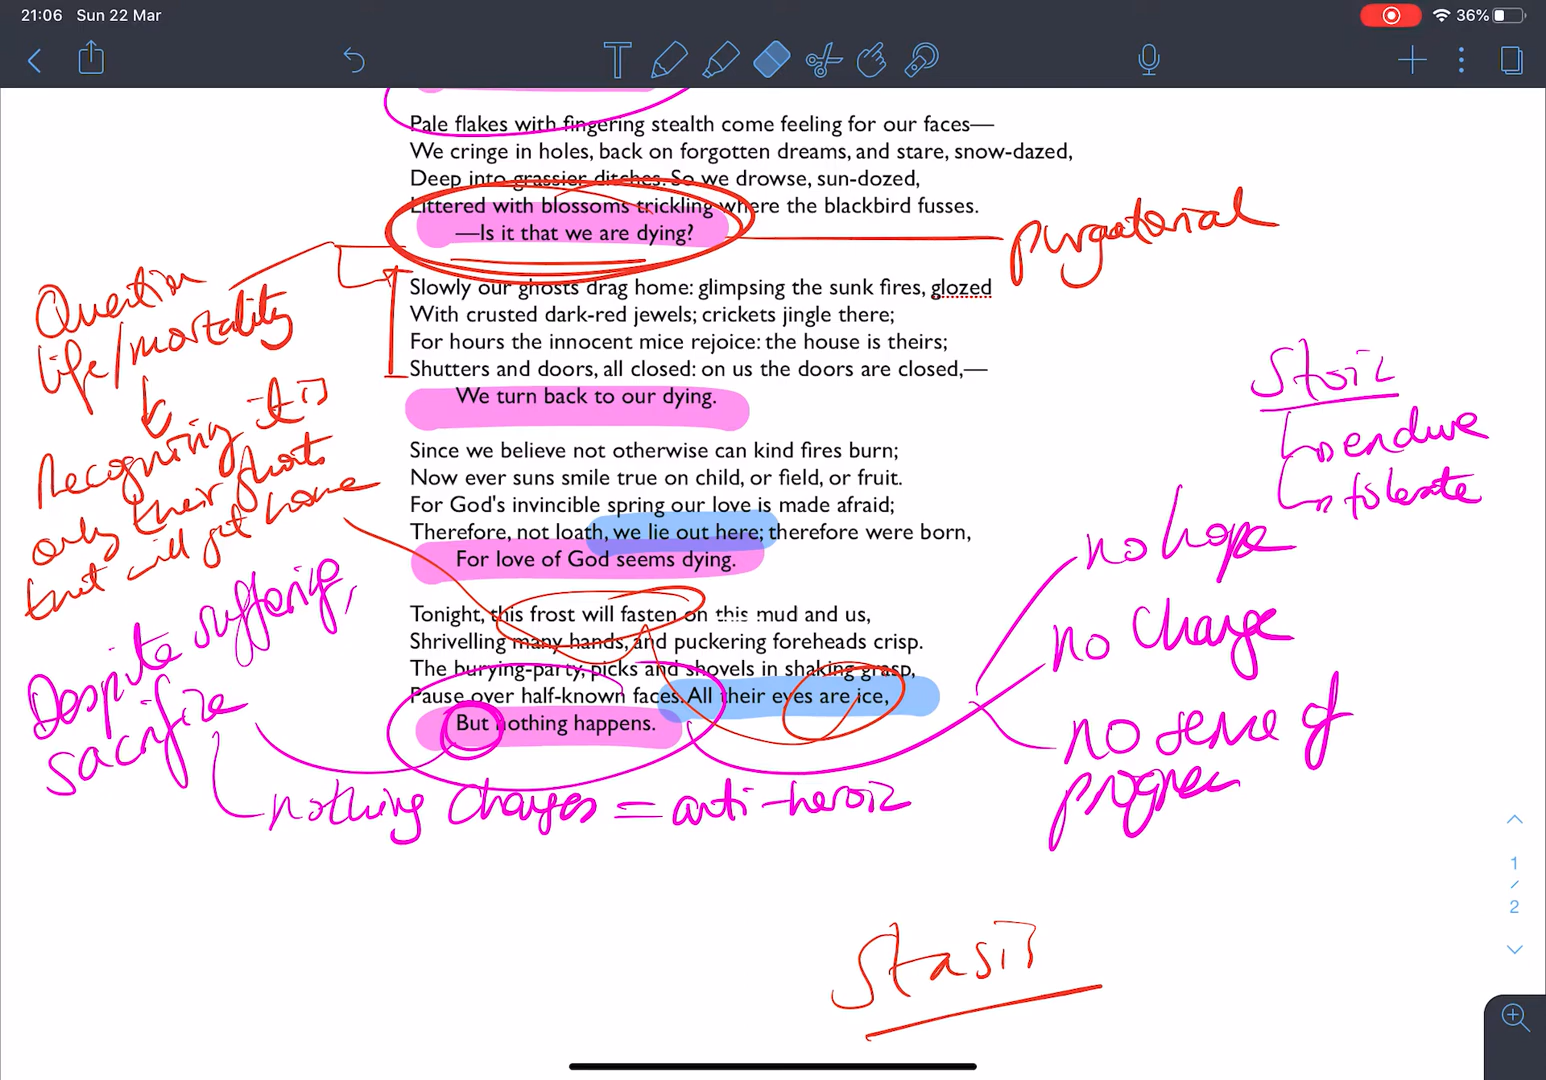 21:06 Sun 22 Mar
36%
T
Pale flakes with fingering stealth come feeling for our faces—
We cringe in holes, back on forgotten dreams, and stare, snow-dazed,
Deep into grassier ditches. So we drowse, sun-dozed,
Littered with blossoms trickling where the blackbird fusses.
—Is it that we are dying?
purgatorial
Slowly our ghosts drag home: glimpsing the sunk fires, glozed
With crusted dark-red jewels; crickets jingle there;
For hours the innocent mice rejoice: the house is theirs;
Shutters and doors, all closed: on us the doors are closed,—
We turn back to our dying.
Question
life/mortality
Recognising it is
only their ghosts
that will get home
Stoic
endure
tolerate
Since we believe not otherwise can kind fires burn;
Now ever suns smile true on child, or field, or fruit.
For God's invincible spring our love is made afraid;
Therefore, not loath, we lie out here; therefore were born,
For love of God seems dying.
Tonight, this frost will fasten on this mud and us,
Shrivelling many hands, and puckering foreheads crisp.
The burying-party, picks and shovels in shaking grasp,
Pause over half-known faces. All their eyes are ice,
But nothing happens.
Despite suffering,
sacrifice
nothing changes = anti-heroic
no hope
no change
no sense of
progress
Stasis
1
/
2